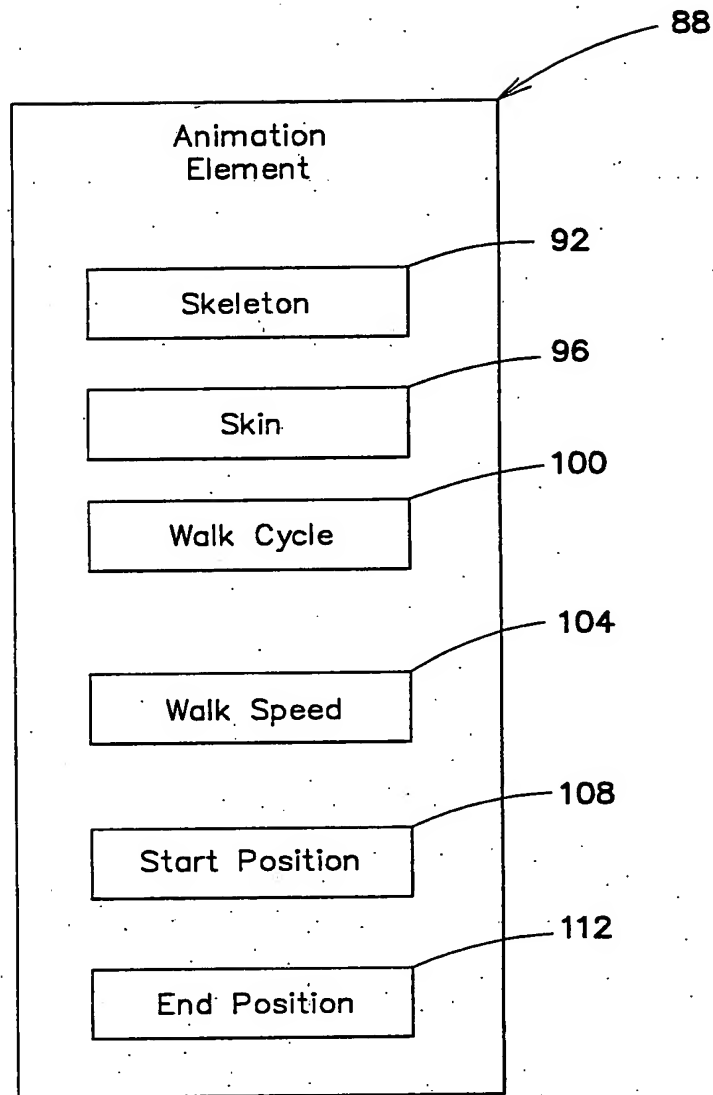 88
Animation
Element
92
Skeleton
96
Skin
100
Walk Cycle
104
Walk Speed
108
Start Position
112
End Position